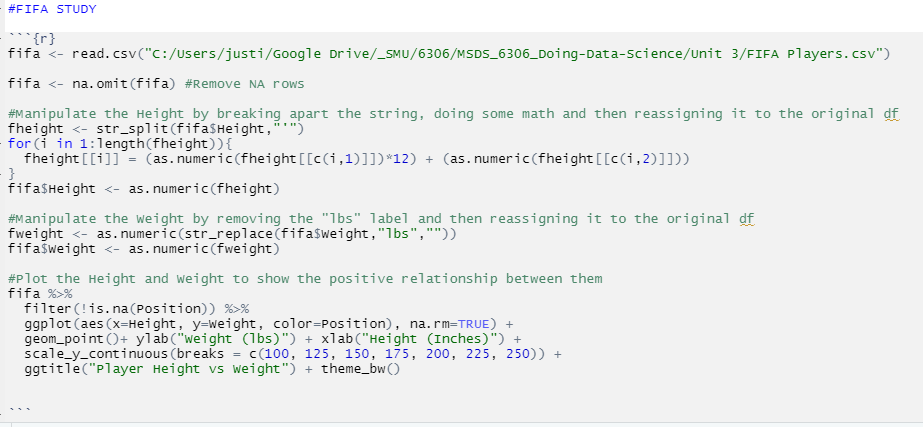 #FIFA STUDY
```{r}
fifa <- read.csv("C:/Users/justi/Google Drive/_SMU/6306/MSDS_6306_Doing-Data-Science/Unit 3/FIFA Players.csv")
fifa <- na.omit(fifa) #Remove NA rows
#Manipulate the Height by breaking apart the string, doing some math and then reassigning it to the original df
fheight <- str_split(fifa$Height,"'")
for(i in 1:length(fheight)){
  fheight[[i]] = (as.numeric(fheight[[c(i,1)]])*12) + (as.numeric(fheight[[c(i,2)]]))
}
fifa$Height <- as.numeric(fheight)
#Manipulate the Weight by removing the "lbs" label and then reassigning it to the original df
fweight <- as.numeric(str_replace(fifa$Weight,"lbs",""))
fifa$Weight <- as.numeric(fweight)
#Plot the Height and Weight to show the positive relationship between them
fifa %>%
  filter(!is.na(Position)) %>%
  ggplot(aes(x=Height, y=Weight, color=Position), na.rm=TRUE) +
  geom_point()+ ylab("Weight (lbs)") + xlab("Height (Inches)") +
  scale_y_continuous(breaks = c(100, 125, 150, 175, 200, 225, 250)) +
  ggtitle("Player Height vs Weight") + theme_bw()
```